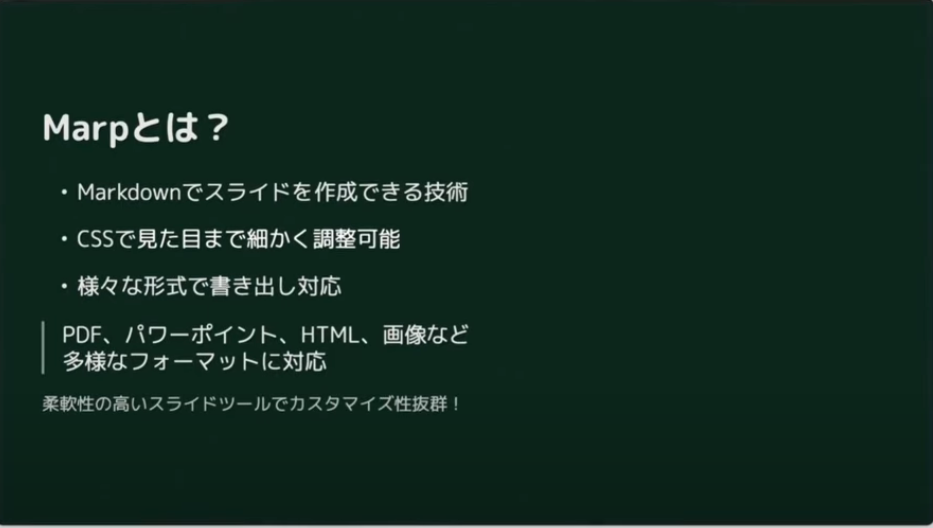 Marpとは？
・Markdownでスライドを作成できる技術
・CSSで見た目まで細かく調整可能
・様々な形式で書き出し対応
PDF、パワーポイント、HTML、画像など
多様なフォーマットに対応
柔軟性の高いスライドツールでカスタマイズ性抜群！